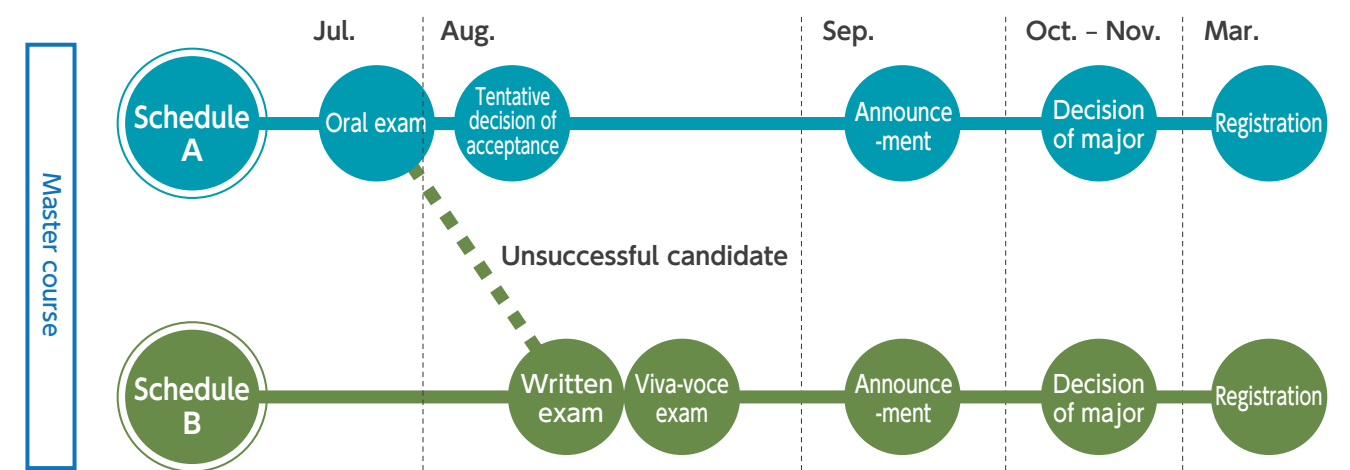 Jul.
Aug.
Sep.
Oct. – Nov.
Mar.
Master course
Schedule
A
Oral exam
Tentative
decision of
acceptance
Announce
-ment
Decision
of major
Registration
Unsuccessful candidate
Schedule
B
Written
exam
Viva-voce
exam
Announce
-ment
Decision
of major
Registration